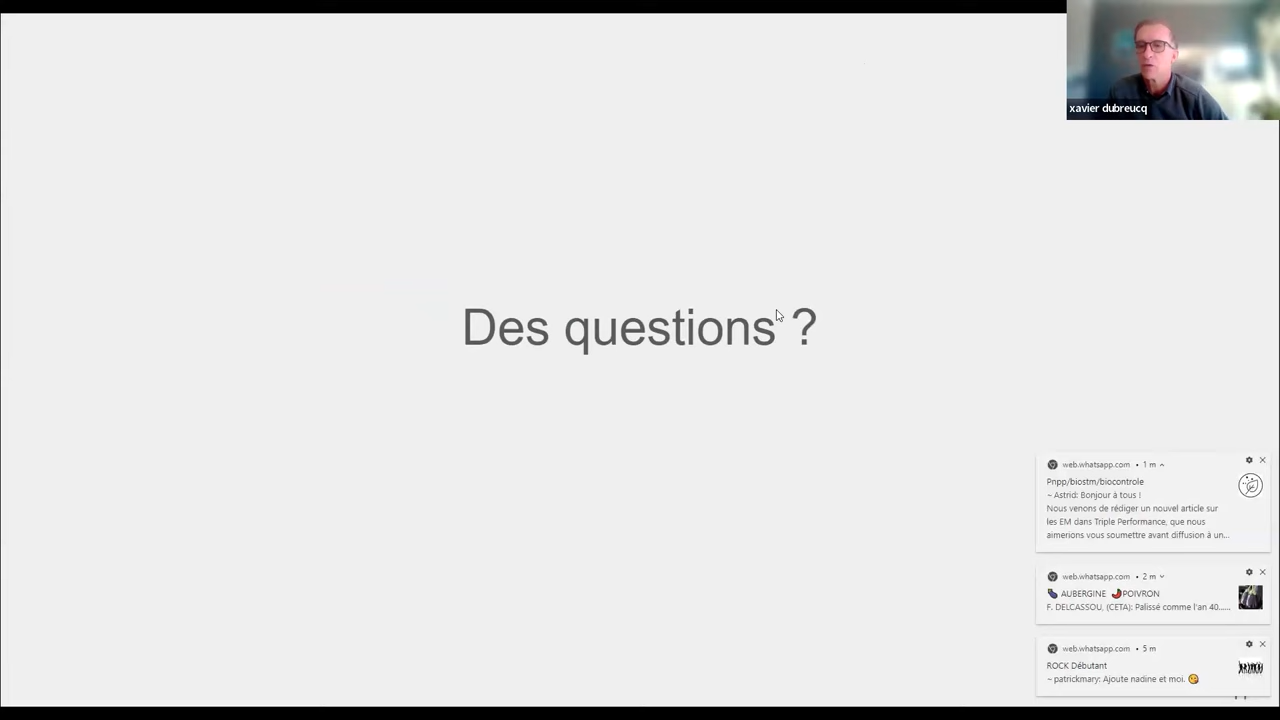 xavier dubreucq
Des questions ?
web.whatsapp.com • 1 m
Pnpp/biostm/biocontrole
~ Astrid: Bonjour à tous !
Nous venons de rédiger un nouvel article sur
les EM dans Triple Performance, que nous
aimerions vous soumettre avant diffusion à un...
web.whatsapp.com • 2 m
🍆 AUBERGINE 🌶️POIVRON
F. DELCASSOU, (CETA): Palissé comme l'an 40......
web.whatsapp.com • 5 m
ROCK Débutant
~ patrickmary: Ajoute nadine et moi. 😘